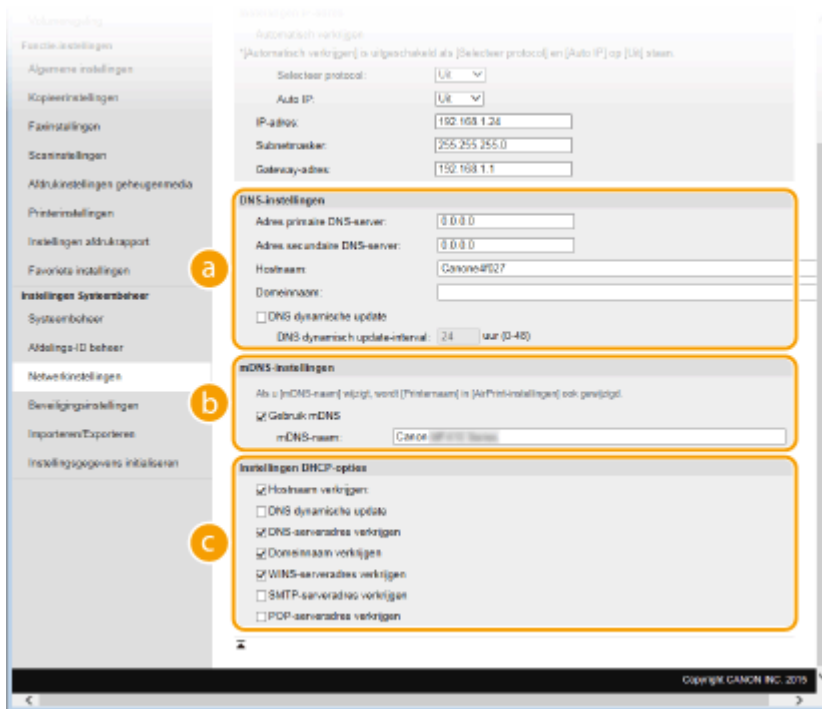 Volumeregeling
Functie-instellingen
Algemene instellingen
Kopieerinstellingen
Faxinstellingen
Scaninstellingen
Afdrukinstellingen geheugenmedia
Printerinstellingen
Instellingen afdrukrapport
Favoriete instellingen
Instellingen Systeembeheer
Systeembeheer
Afdelings-ID beheer
Netwerkinstellingen
Beveiligingsinstellingen
Importeren/Exporteren
Instellingsgegevens initialiseren
Automatisch verkrijgen
*[Automatisch verkrijgen] is uitgeschakeld als [Selecteer protocol] en [Auto IP] op [Uit] staan.
Selecteer protocol: Uit
Auto IP: Uit
IP-adres: 192.168.1.24
Subnetmasker: 255.255.255.0
Gateway-adres: 192.168.1.1
a
DNS-instellingen
Adres primaire DNS-server: 0.0.0.0
Adres secundaire DNS-server: 0.0.0.0
Hostnaam: Canone4f027
Domeinnaam:
DNS dynamische update
DNS dynamisch update-interval: 24 uur (0-48)
b
mDNS-instellingen
Als u [mDNS-naam] wijzigt, wordt [Printernaam] in [AirPrint-instellingen] ook gewijzigd.
Gebruik mDNS
mDNS-naam: Canon
c
Instellingen DHCP-opties
Hostnaam verkrijgen:
DNS dynamische update
DNS-serveradres verkrijgen
Domeinnaam verkrijgen
WINS-serveradres verkrijgen
SMTP-serveradres verkrijgen
POP-serveradres verkrijgen
Copyright CANON INC. 2015